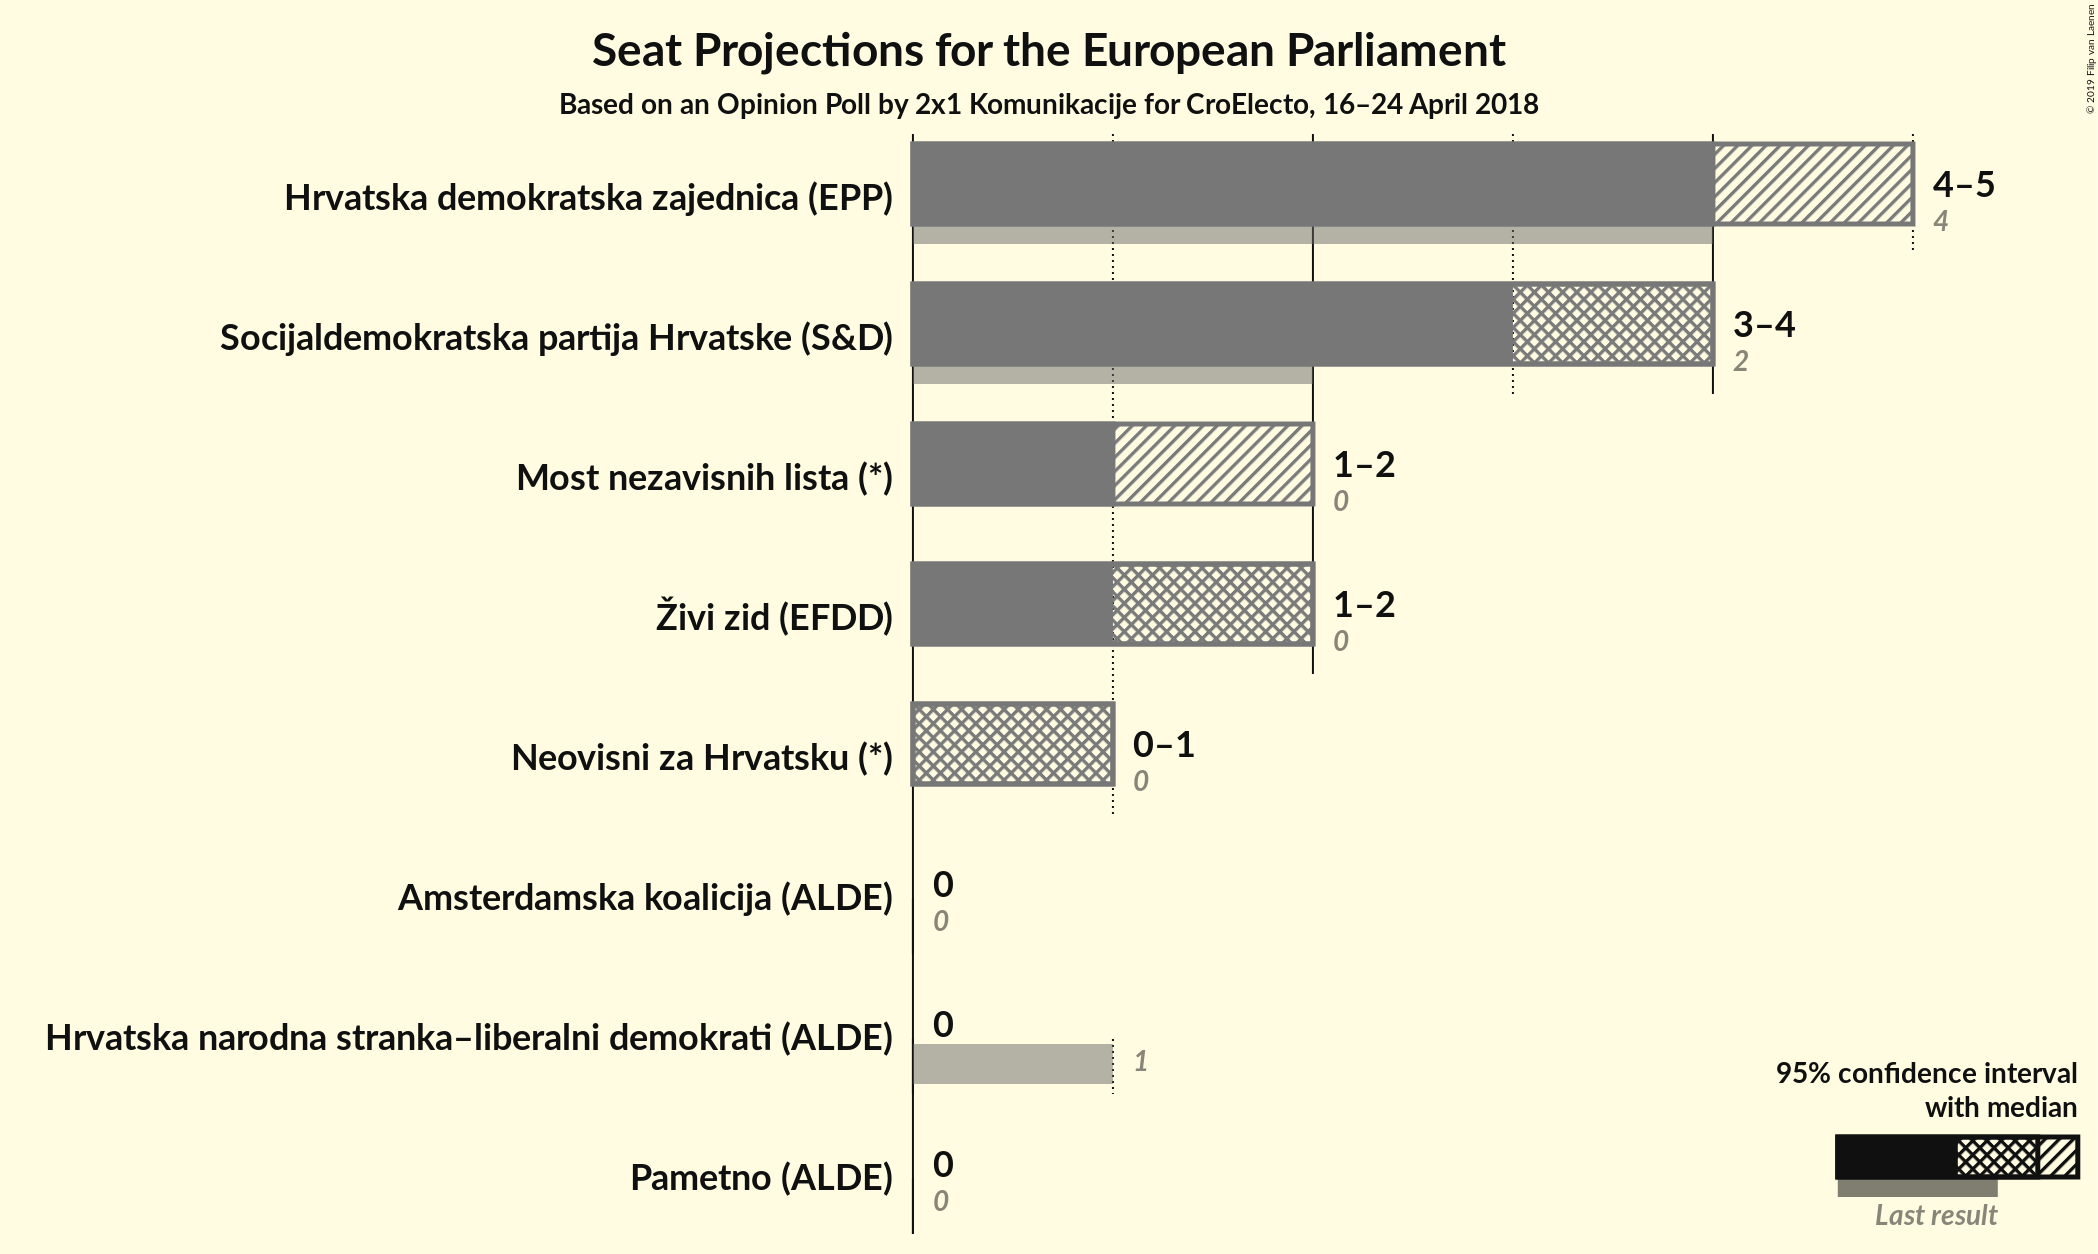 Seat Projections for the European Parliament
Based on an Opinion Poll by 2x1 Komunikacije for CroElecto, 16–24 April 2018
© 2019 Filip van Laenen
Hrvatska demokratska zajednica (EPP)
4–5
4
Socijaldemokratska partija Hrvatske (S&D)
3–4
2
Most nezavisnih lista (*)
1–2
0
Živi zid (EFDD)
1–2
0
Neovisni za Hrvatsku (*)
0–1
0
Amsterdamska koalicija (ALDE)
0
0
Hrvatska narodna stranka–liberalni demokrati (ALDE)
0
1
Pametno (ALDE)
0
0
95% confidence interval
with median
Last result